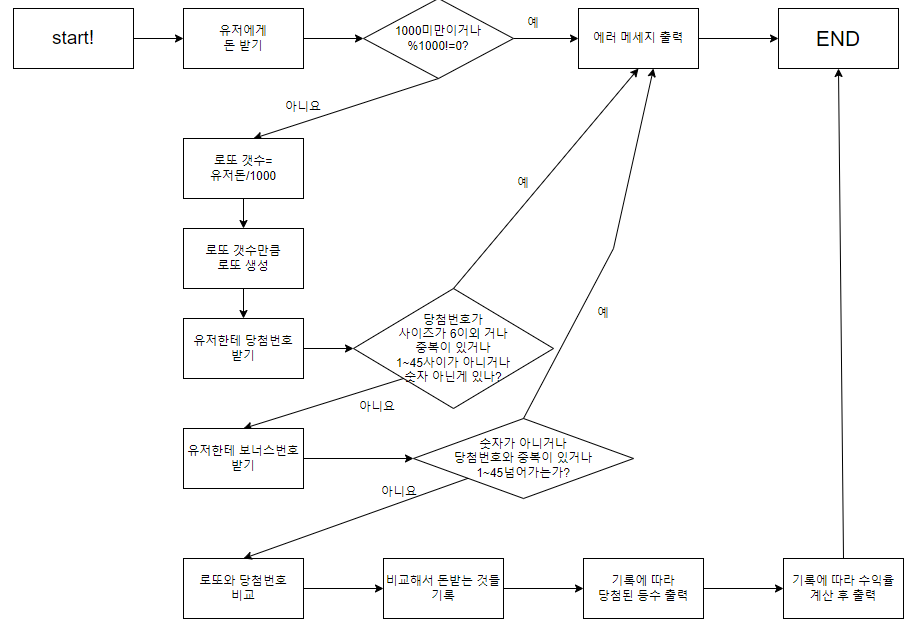 start!
유저에게
돈 받기
1000미만이거나
%1000!=0?
예
에러 메세지 출력
END
아니요
로또 갯수=
유저돈/1000
예
로또 갯수만큼
로또 생성
유저한테 당첨번호
받기
당첨번호가
사이즈가 6이외 거나
중복이 있거나
1~45사이가 아니거나
숫자 아닌게 있나?
예
아니요
유저한테 보너스번호
받기
숫자가 아니거나
당첨번호와 중복이 있거나
1~45넘어가는가?
아니요
로또와 당첨번호
비교
비교해서 돈받는 것들
기록
기록에 따라
당첨된 등수 출력
기록에 따라 수익율
계산 후 출력